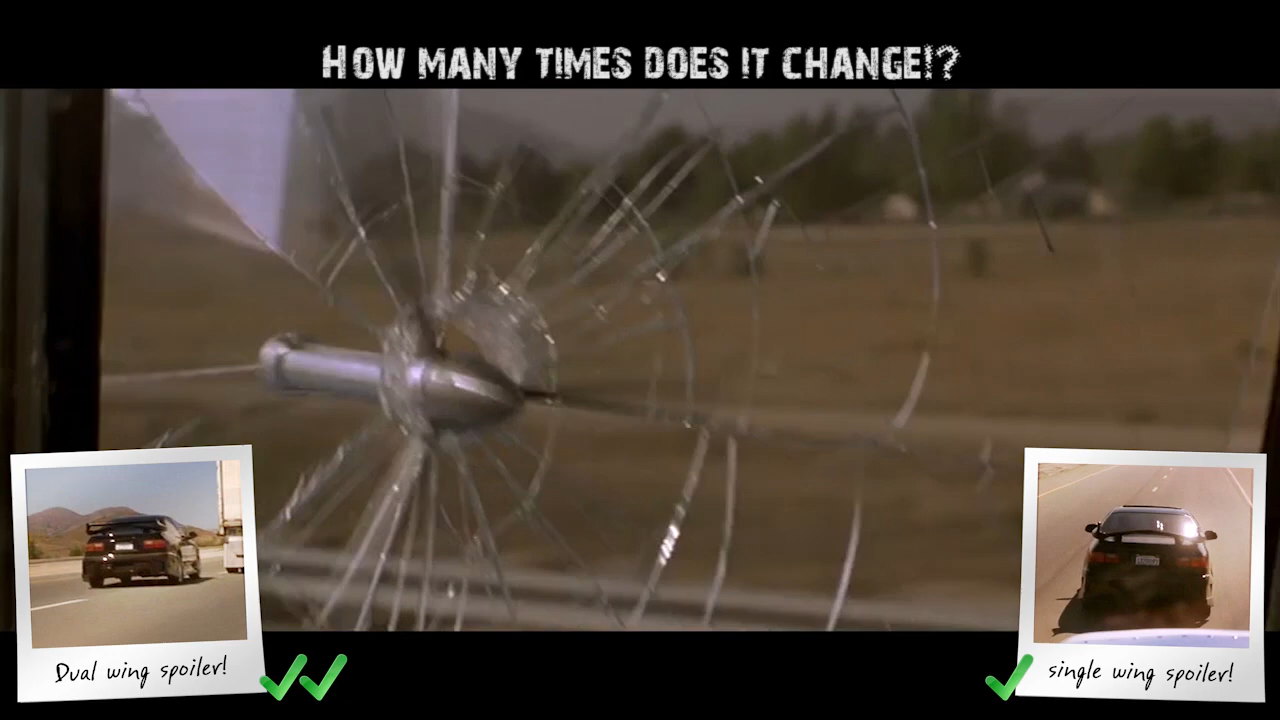 HOW MANY TIMES DOES IT CHANGE!?
Dual wing spoiler!
single wing spoiler!